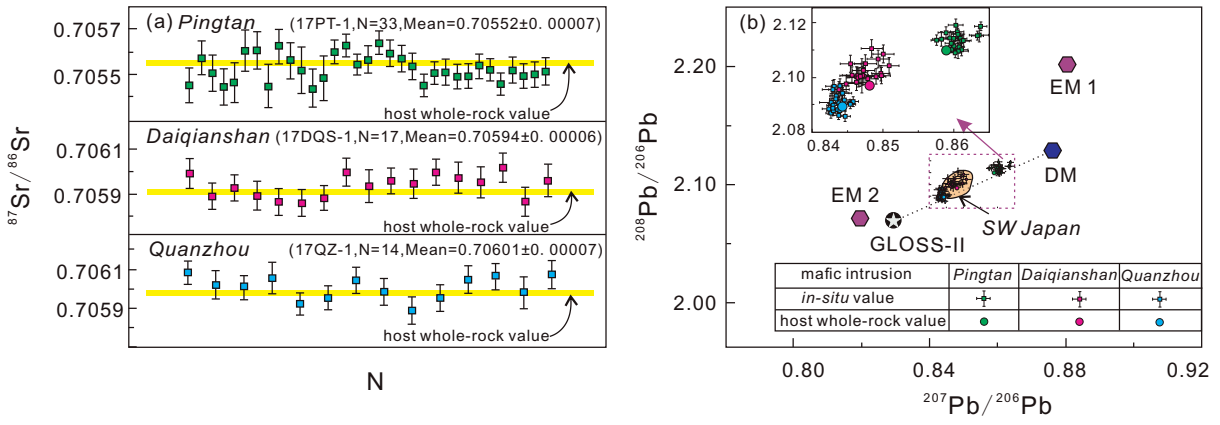 (a) Pingtan (17PT-1,N=33,Mean=0.70552±0. 00007)
0.7057
0.7055
host whole-rock value
Daiqianshan (17DQS-1,N=17,Mean=0.70594±0.00006)
0.7061
0.7059
host whole-rock value
Quanzhou (17QZ-1,N=14,Mean=0.70601±0.00007)
0.7061
0.7059
host whole-rock value
⁸⁷Sr/⁸⁶Sr
N
(b)
2.12
2.10
2.08
0.84 0.85 0.86
2.20
2.10
2.00
²⁰⁸Pb/²⁰⁶Pb
EM 1
DM
EM 2
GLOSS-II
SW Japan
mafic intrusion Pingtan Daiqianshan Quanzhou
in-situ value
host whole-rock value
0.80 0.84 0.88 0.92
²⁰⁷Pb/²⁰⁶Pb